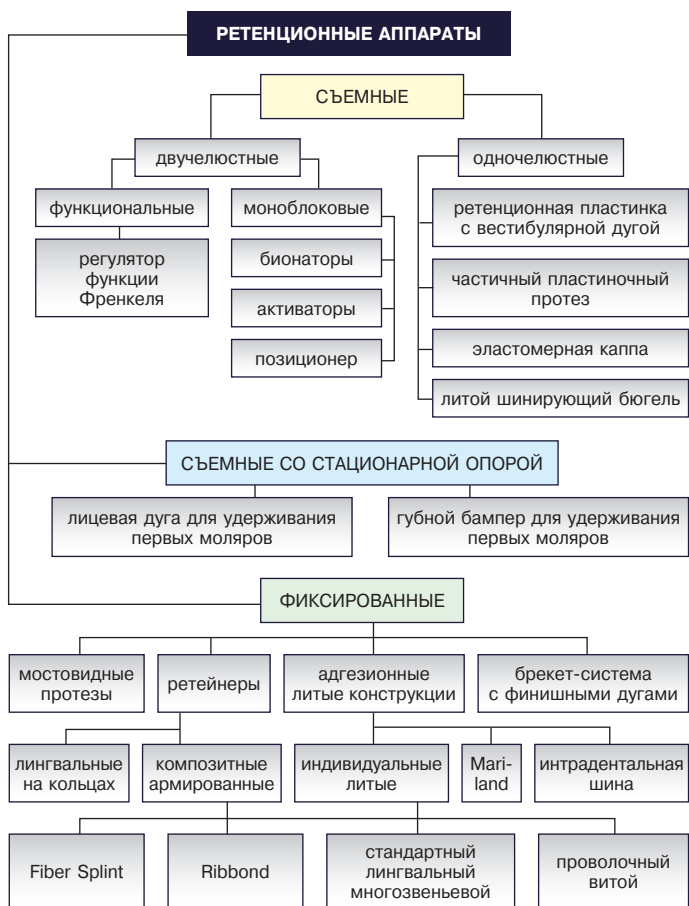 РЕТЕНЦИОННЫЕ АППАРАТЫ
СЪЕМНЫЕ
двучелюстные
одночелюстные
функциональные
моноблоковые
ретенционная пластинка
с вестибулярной дугой
регулятор
функции
Френкеля
бионаторы
частичный пластиночный
протез
активаторы
эластомерная каппа
позиционер
литой шинирующий бюгель
СЪЕМНЫЕ СО СТАЦИОНАРНОЙ ОПОРОЙ
лицевая дуга для удерживания
первых моляров
губной бампер для удерживания
первых моляров
ФИКСИРОВАННЫЕ
мостовидные
протезы
ретейнеры
адгезионные
литые конструкции
брекет-система
с финишными дугами
лингвальные
на кольцах
композитные
армированные
индивидуальные
литые
Mari-
land
интрадентальная
шина
Fiber Splint
Ribbond
стандартный
лингвальный
многозвеньевой
проволочный
витой